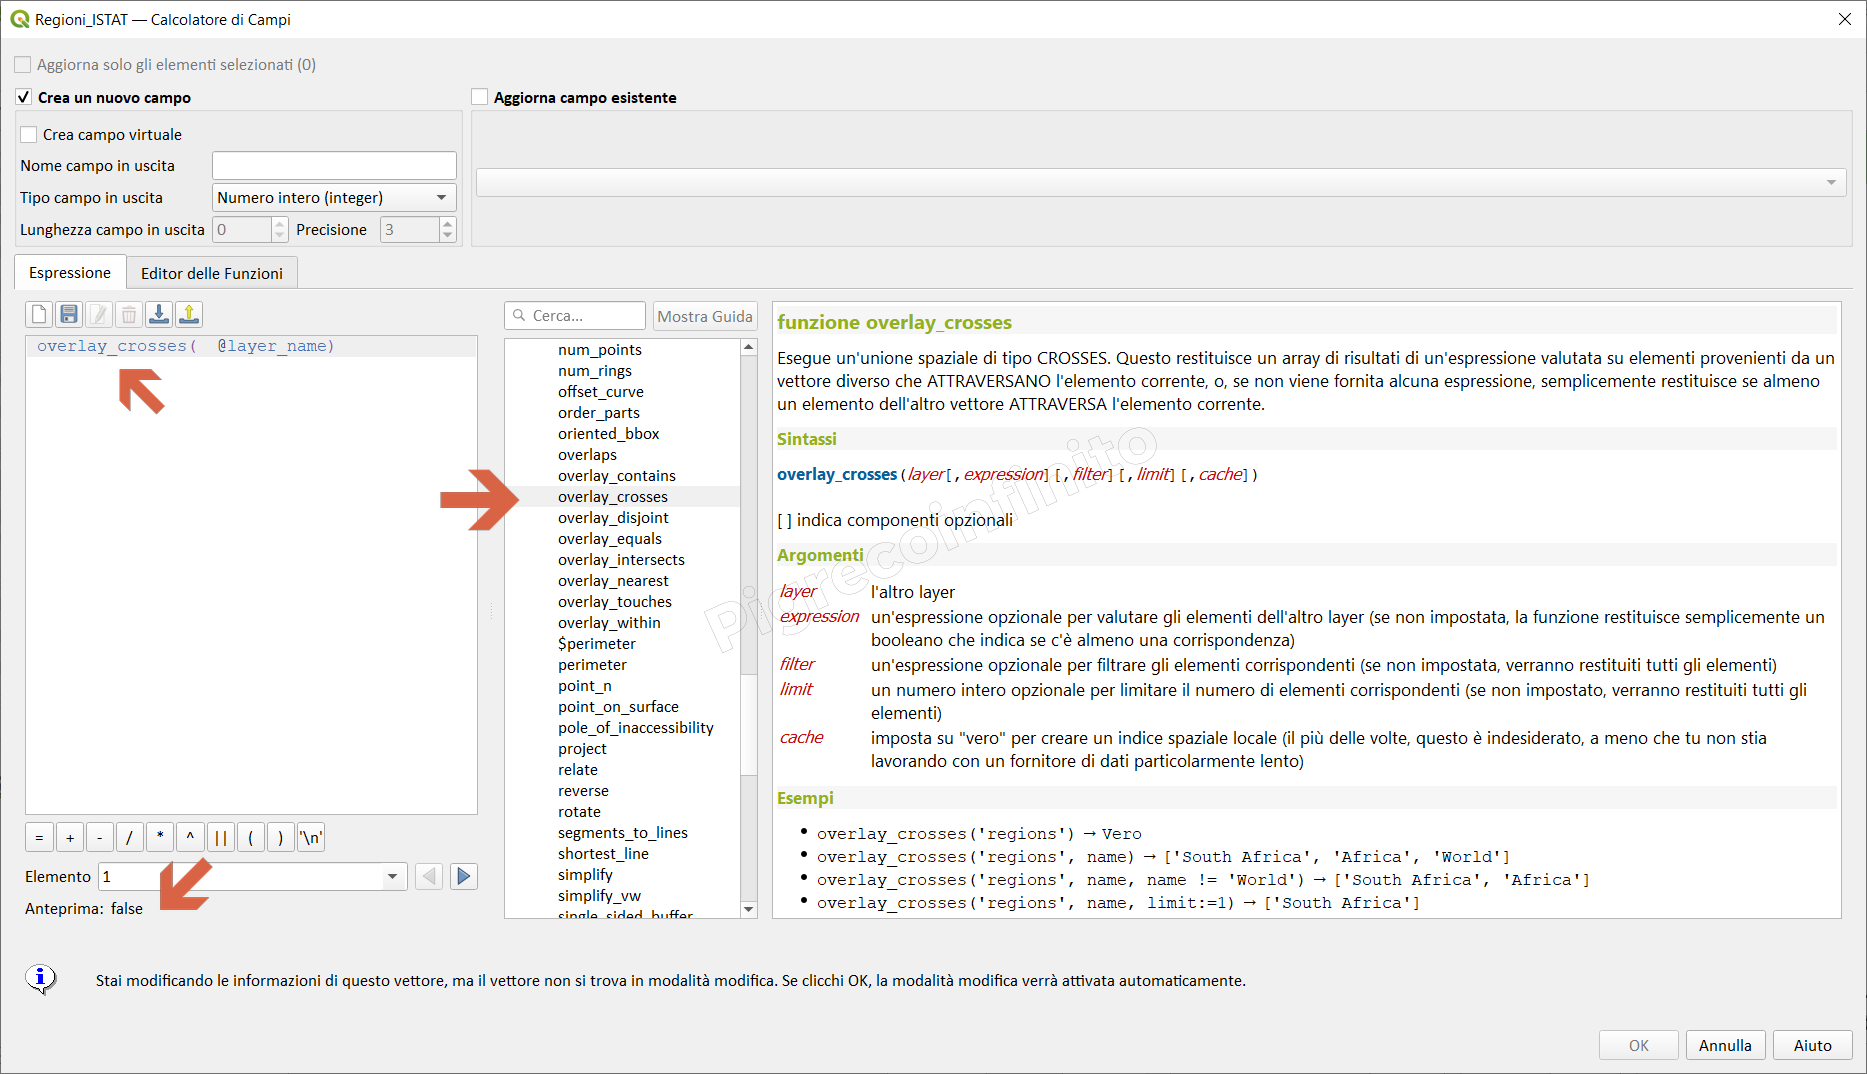 Regioni_ISTAT — Calcolatore di Campi
Aggiorna solo gli elementi selezionati (0)
Crea un nuovo campo
Aggiorna campo esistente
Crea campo virtuale
Nome campo in uscita
Tipo campo in uscita Numero intero (integer)
Lunghezza campo in uscita 0 Precisione 3
Espressione Editor delle Funzioni
overlay_crosses( @layer_name)
= + - / * ^ || ( ) '\n'
Elemento 1
Anteprima: false
Cerca... Mostra Guida
num_points
num_rings
offset_curve
order_parts
oriented_bbox
overlaps
overlay_contains
overlay_crosses
overlay_disjoint
overlay_equals
overlay_intersects
overlay_nearest
overlay_touches
overlay_within
$perimeter
perimeter
point_n
point_on_surface
pole_of_inaccessibility
project
relate
reverse
rotate
segments_to_lines
shortest_line
simplify
simplify_vw
single_sided_buffer
funzione overlay_crosses
Esegue un'unione spaziale di tipo CROSSES. Questo restituisce un array di risultati di un'espressione valutata su elementi provenienti da un
vettore diverso che ATTRAVERSANO l'elemento corrente, o, se non viene fornita alcuna espressione, semplicemente restituisce se almeno
un elemento dell'altro vettore ATTRAVERSA l'elemento corrente.
Sintassi
overlay_crosses(layer[,expression][,filter][,limit][,cache])
[ ] indica componenti opzionali
Argomenti
layer l'altro layer
expression un'espressione opzionale per valutare gli elementi dell'altro layer (se non impostata, la funzione restituisce semplicemente un
booleano che indica se c'è almeno una corrispondenza)
filter un'espressione opzionale per filtrare gli elementi corrispondenti (se non impostata, verranno restituiti tutti gli elementi)
limit un numero intero opzionale per limitare il numero di elementi corrispondenti (se non impostato, verranno restituiti tutti gli
elementi)
cache imposta su "vero" per creare un indice spaziale locale (il più delle volte, questo è indesiderato, a meno che tu non stia
lavorando con un fornitore di dati particolarmente lento)
Esempi
• overlay_crosses('regions') → Vero
• overlay_crosses('regions', name) → ['South Africa', 'Africa', 'World']
• overlay_crosses('regions', name, name != 'World') → ['South Africa', 'Africa']
• overlay_crosses('regions', name, limit:=1) → ['South Africa']
Pigrecoinfinito
Stai modificando le informazioni di questo vettore, ma il vettore non si trova in modalità modifica. Se clicchi OK, la modalità modifica verrà attivata automaticamente.
OK Annulla Aiuto